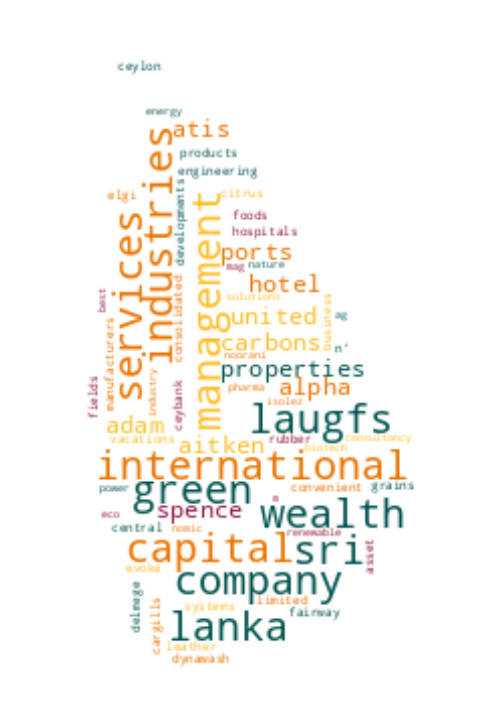 ceylon
energy
atis
industries
products
engineering
developments
elgi
citrus
management
services
foods
hospitals
ports
mag
nature
hotel
consolidated
solutions
best
united
ag
business
manufacturers
carbons
n'
noorani
properties
industry
fields
ceybank
pharma
alpha
isolez
laugfs
adam
vacations
aitken
rubber
consultancy
biotech
international
power
green
convenient
grains
eco
spence
m
wealth
central
nomic
renewable
capital
sri
asset
evoke
company
delmege
cargills
systems
limited
fairway
lanka
leather
dynawash